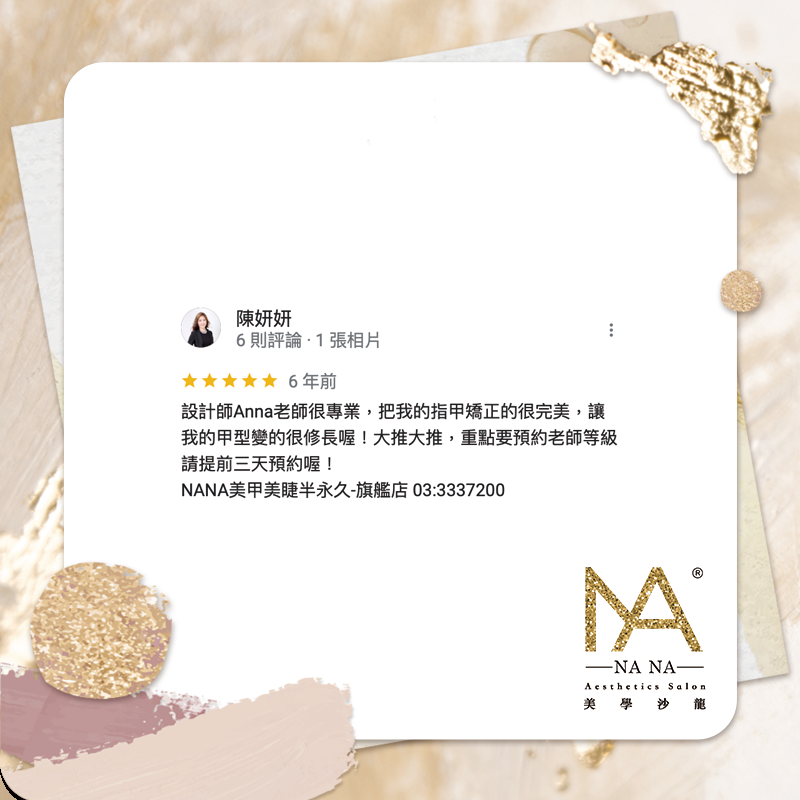 陳妍妍
6 則評論 · 1 張相片
6 年前
設計師Anna老師很專業，把我的指甲矯正的很完美，讓
我的甲型變的很修長喔！大推大推，重點要預約老師等級
請提前三天預約喔！
NANA美甲美睫半永久-旗艦店 03:3337200
NA ®
NA NA
Aesthetics Salon
美學沙龍